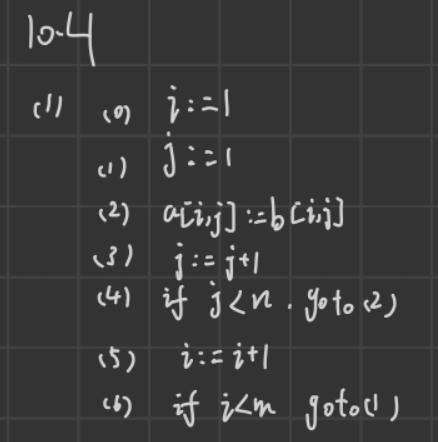 10.4
(1) (0) i:=1
(1) j:=1
(2) a[i,j]:=b[i,j]
(3) j:=j+1
(4) if j<n. goto(2)
(5) i:=i+1
(6) if i<m goto(1)